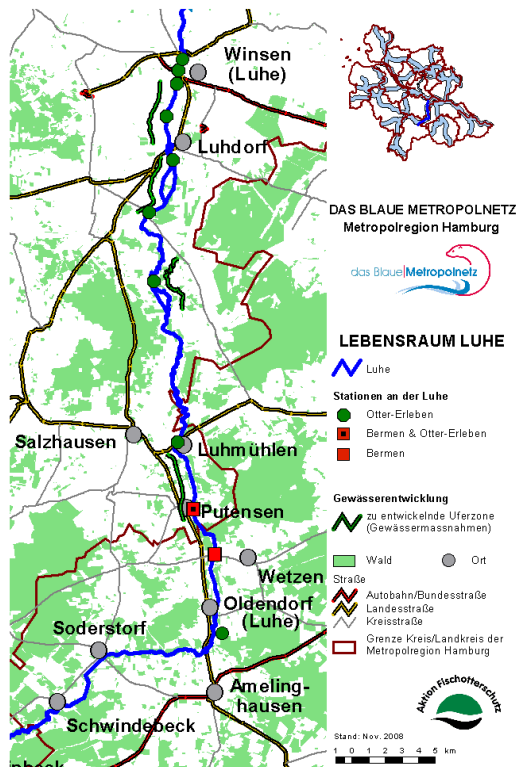 Winsen
(Luhe)
Luhdorf
Salzhausen
Luhmühlen
Putensen
Wetzen
Oldendorf
(Luhe)
Soderstorf
Ameling-
hausen
Schwindebeck
pbeck
DAS BLAUE METROPOLNETZ
Metropolregion Hamburg
das Blaue|Metropolnetz
LEBENSRAUM LUHE
Luhe
Stationen an der Luhe
Otter-Erleben
Bermen & Otter-Erleben
Bermen
Gewässerentwicklung
zu entwickelnde Uferzone
(Gewässermassnahmen)
Wald
Ort
Straße
Autobahn/Bundesstraße
Landesstraße
Kreisstraße
Grenze Kreis/Landkreis der
Metropolregion Hamburg
Aktion Fischotterschutz
Stand: Nov. 2008
1 0 1 2 3 4 5 km